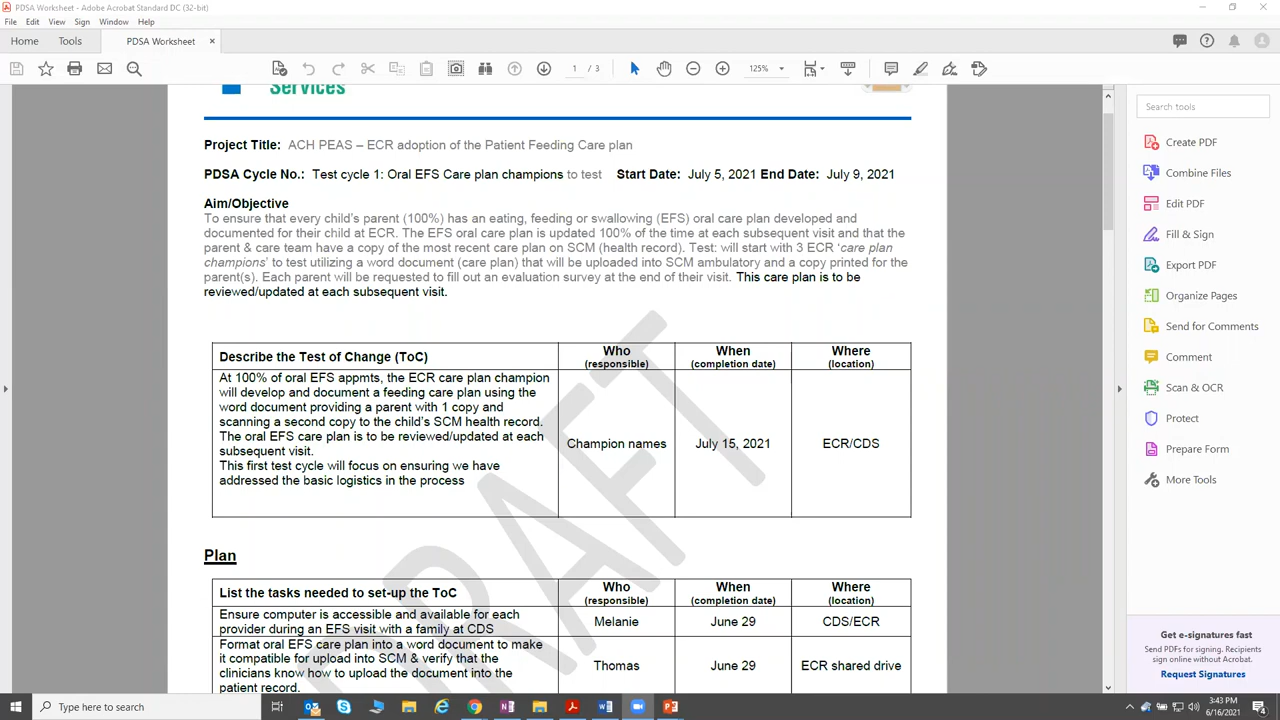 PDSA Worksheet - Adobe Acrobat Standard DC (32-bit)
File Edit View Sign Window Help
Home Tools PDSA Worksheet ×
1 / 3 125%
Services
Project Title: ACH PEAS – ECR adoption of the Patient Feeding Care plan
PDSA Cycle No.: Test cycle 1: Oral EFS Care plan champions to test Start Date: July 5, 2021 End Date: July 9, 2021
Aim/Objective
To ensure that every child's parent (100%) has an eating, feeding or swallowing (EFS) oral care plan developed and
documented for their child at ECR. The EFS oral care plan is updated 100% of the time at each subsequent visit and that the
parent & care team have a copy of the most recent care plan on SCM (health record). Test: will start with 3 ECR 'care plan
champions' to test utilizing a word document (care plan) that will be uploaded into SCM ambulatory and a copy printed for the
parent(s). Each parent will be requested to fill out an evaluation survey at the end of their visit. This care plan is to be
reviewed/updated at each subsequent visit.
Describe the Test of Change (ToC)
Who
(responsible)
When
(completion date)
Where
(location)
At 100% of oral EFS appmts, the ECR care plan champion
will develop and document a feeding care plan using the
word document providing a parent with 1 copy and
scanning a second copy to the child's SCM health record.
The oral EFS care plan is to be reviewed/updated at each
subsequent visit.
This first test cycle will focus on ensuring we have
addressed the basic logistics in the process
Champion names
July 15, 2021
ECR/CDS
Plan
List the tasks needed to set-up the ToC
Who
(responsible)
When
(completion date)
Where
(location)
Ensure computer is accessible and available for each
provider during an EFS visit with a family at CDS
Melanie
June 29
CDS/ECR
Format oral EFS care plan into a word document to make
it compatible for upload into SCM & verify that the
clinicians know how to upload the document into the
patient record.
Thomas
June 29
ECR shared drive
DRAFT
Search tools
Create PDF
Combine Files
Edit PDF
Fill & Sign
Export PDF
Organize Pages
Send for Comments
Comment
Scan & OCR
Protect
Prepare Form
More Tools
Get e-signatures fast
Send PDFs for signing. Recipients
sign online without Acrobat.
Request Signatures
Type here to search
3:43 PM
6/16/2021
4